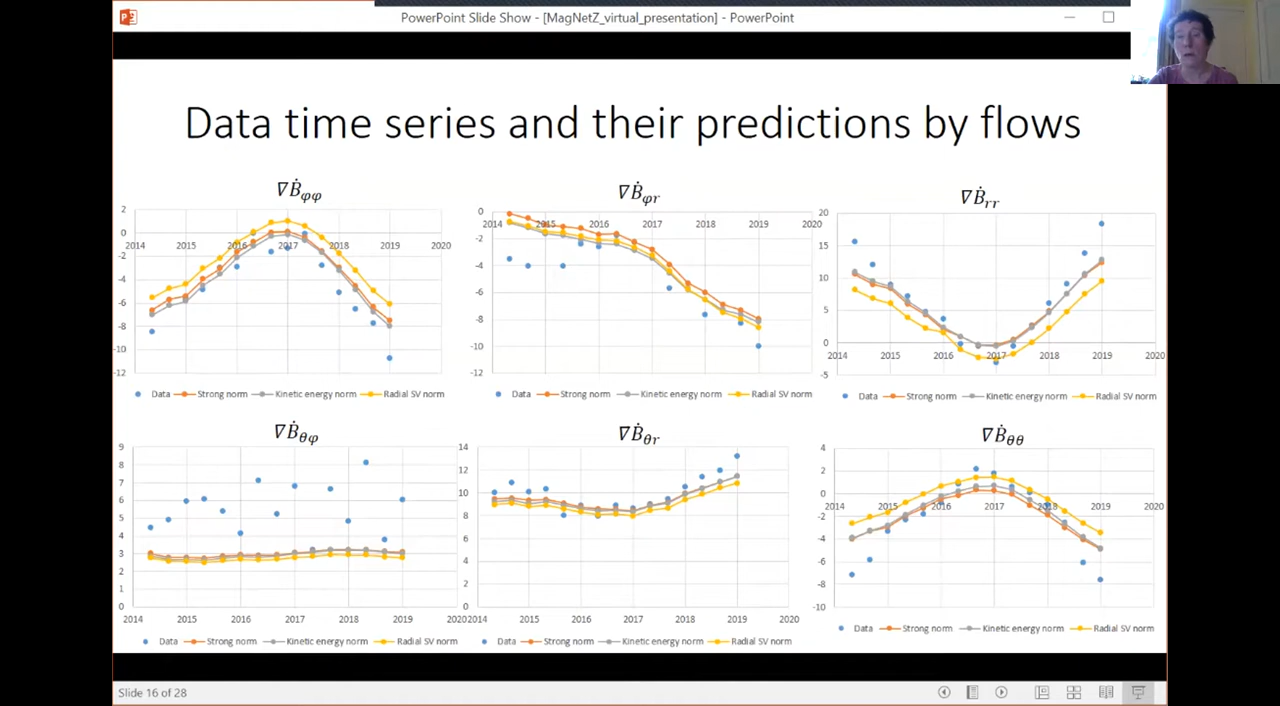 PowerPoint Slide Show - [MagNetZ_virtual_presentation] - PowerPoint
Data time series and their predictions by flows
∇Ḃφφ
2
0
-2
-4
-6
-8
-10
-12
2014 2015 2016 2017 2018 2019 2020
Data Strong norm Kinetic energy norm Radial SV norm
∇Ḃφr
0
-2
-4
-6
-8
-10
-12
2014 2015 2016 2017 2018 2019 2020
Data Strong norm Kinetic energy norm Radial SV norm
∇Ḃrr
20
15
10
5
0
-5
2014 2015 2016 2017 2018 2019 2020
Data Strong norm Kinetic energy norm Radial SV norm
∇Ḃθφ
9
8
7
6
5
4
3
2
1
0
2014 2015 2016 2017 2018 2019 2020
Data Strong norm Kinetic energy norm Radial SV norm
∇Ḃθr
14
12
10
8
6
4
2
0
2014 2015 2016 2017 2018 2019 2020
Data Strong norm Kinetic energy norm Radial SV norm
∇Ḃθθ
4
2
0
-2
-4
-6
-8
-10
2014 2015 2016 2017 2018 2019 2020
Data Strong norm Kinetic energy norm Radial SV norm
Slide 16 of 28